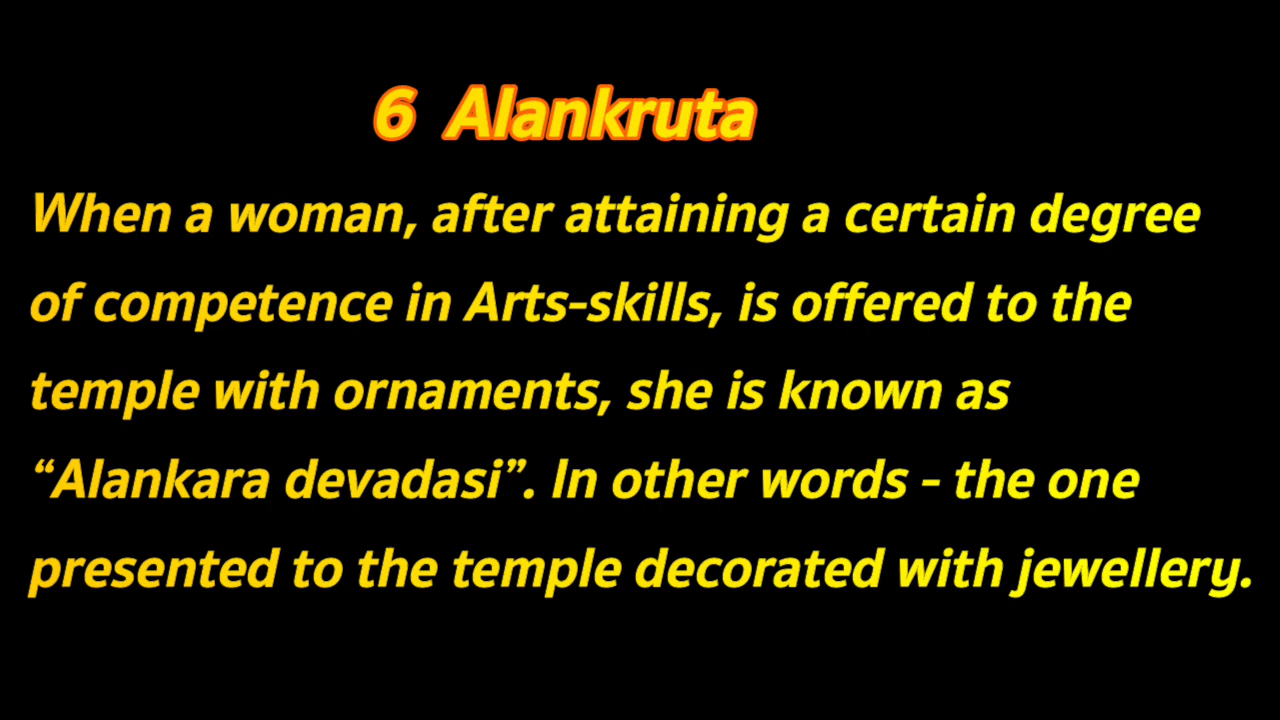 6 Alankruta
When a woman, after attaining a certain degree
of competence in Arts-skills, is offered to the
temple with ornaments, she is known as
“Alankara devadasi”. In other words - the one
presented to the temple decorated with jewellery.